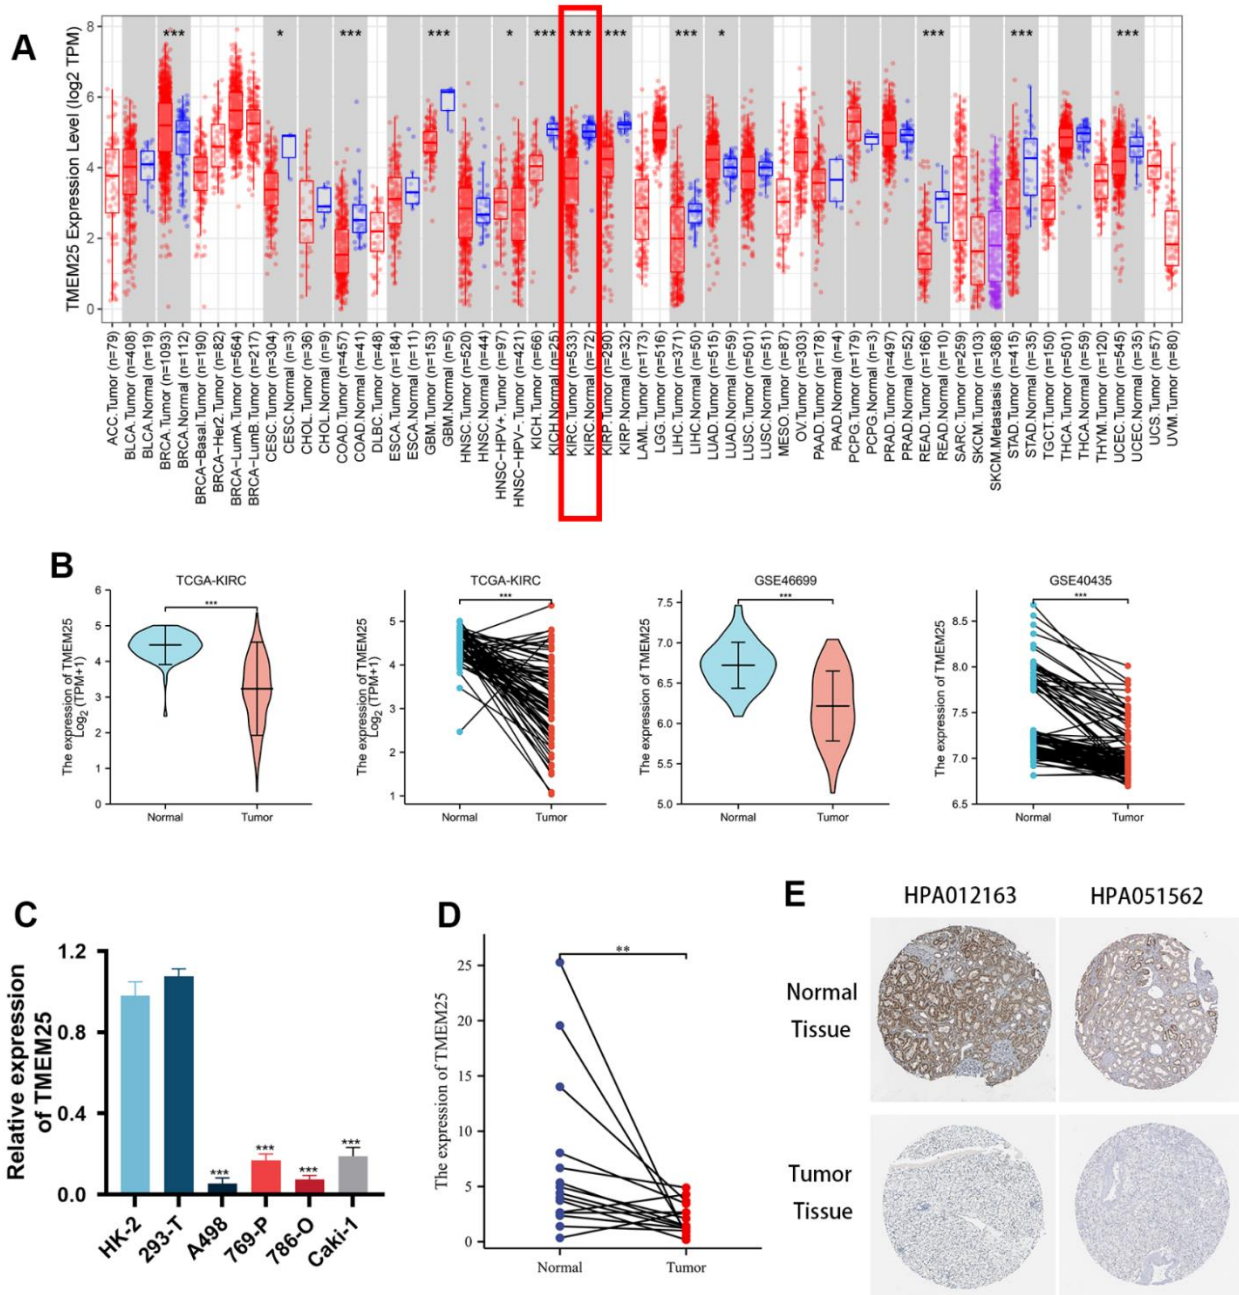 A
TMEM25 Expression Level (log2 TPM)
8
6
4
2
0
*** * *** *** * *** *** *** *** * *** *** ***
ACC.Tumor (n=79)
BLCA.Tumor (n=408)
BLCA.Normal (n=19)
BRCA.Tumor (n=1093)
BRCA.Normal (n=112)
BRCA-Basal.Tumor (n=190)
BRCA-Her2.Tumor (n=82)
BRCA-LumA.Tumor (n=564)
BRCA-LumB.Tumor (n=217)
CESC.Tumor (n=304)
CESC.Normal (n=3)
CHOL.Tumor (n=36)
CHOL.Normal (n=9)
COAD.Tumor (n=457)
COAD.Normal (n=41)
DLBC.Tumor (n=48)
ESCA.Tumor (n=184)
ESCA.Normal (n=11)
GBM.Tumor (n=153)
GBM.Normal (n=5)
HNSC.Tumor (n=520)
HNSC.Normal (n=44)
HNSC-HPV+.Tumor (n=97)
HNSC-HPV-.Tumor (n=421)
KICH.Tumor (n=66)
KICH.Normal (n=25)
KIRC.Tumor (n=533)
KIRC.Normal (n=72)
KIRP.Tumor (n=290)
KIRP.Normal (n=32)
LAML.Tumor (n=173)
LGG.Tumor (n=516)
LIHC.Tumor (n=371)
LIHC.Normal (n=50)
LUAD.Tumor (n=515)
LUAD.Normal (n=59)
LUSC.Tumor (n=501)
LUSC.Normal (n=51)
MESO.Tumor (n=87)
OV.Tumor (n=303)
PAAD.Tumor (n=178)
PAAD.Normal (n=4)
PCPG.Tumor (n=179)
PCPG.Normal (n=3)
PRAD.Tumor (n=497)
PRAD.Normal (n=52)
READ.Tumor (n=166)
READ.Normal (n=10)
SARC.Tumor (n=259)
SKCM.Tumor (n=103)
SKCM.Metastasis (n=368)
STAD.Tumor (n=415)
STAD.Normal (n=35)
TGCT.Tumor (n=150)
THCA.Tumor (n=501)
THCA.Normal (n=59)
THYM.Tumor (n=120)
UCEC.Tumor (n=545)
UCEC.Normal (n=35)
UCS.Tumor (n=57)
UVM.Tumor (n=80)
B
TCGA-KIRC
The expression of TMEM25
Log2 (TPM+1)
6
5
4
3
2
1
0
***
Normal Tumor
TCGA-KIRC
The expression of TMEM25
Log2 (TPM+1)
5
4
3
2
1
***
Normal Tumor
GSE46699
The expression of TMEM25
7.5
7.0
6.5
6.0
5.5
5.0
***
Normal Tumor
GSE40435
The expression of TMEM25
8.5
8.0
7.5
7.0
6.5
***
Normal Tumor
C
Relative expression
of TMEM25
1.2
0.8
0.4
0.0
*** *** *** ***
HK-2
293-T
A498
769-P
786-O
Caki-1
D
The expression of TMEM25
25
20
15
10
5
0
**
Normal Tumor
E
HPA012163 HPA051562
Normal
Tissue
Tumor
Tissue